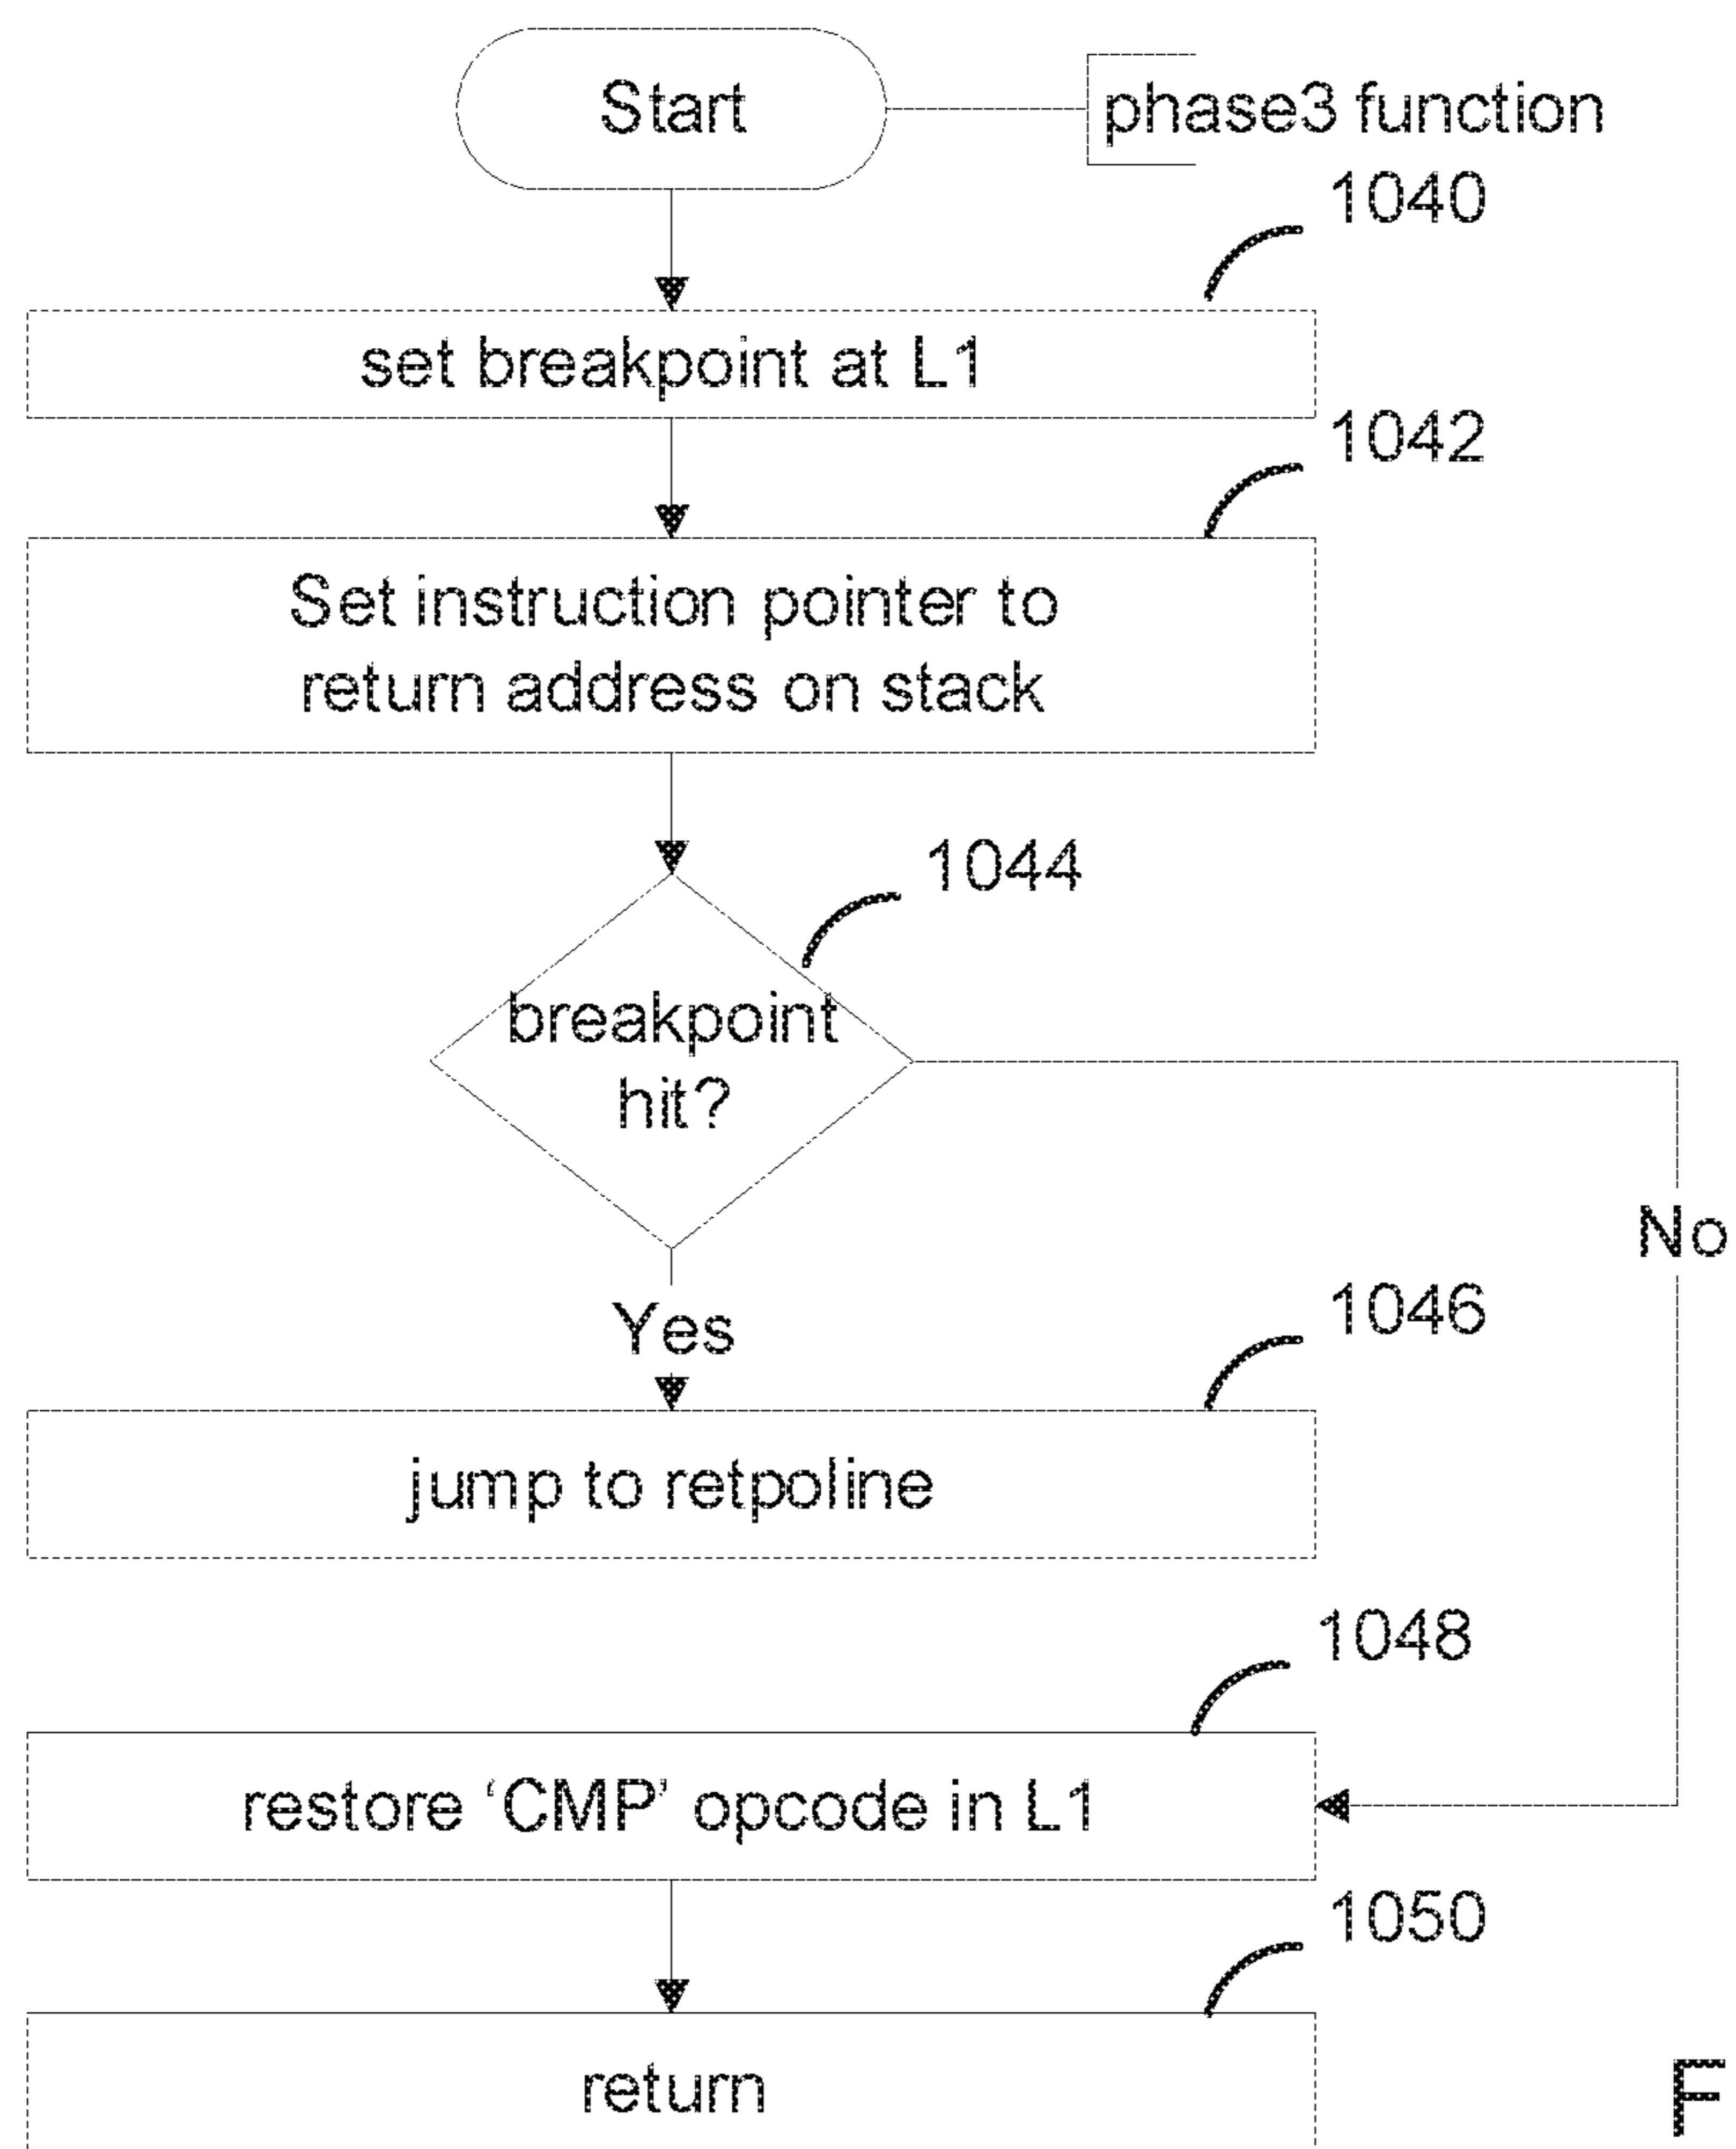 Start
phase3 function
1040
set breakpoint at L1
1042
Set instruction pointer to
return address on stack
1044
breakpoint
hit?
No
Yes
1046
jump to retpoline
1048
restore ‘CMP’ opcode in L1
1050
return
F